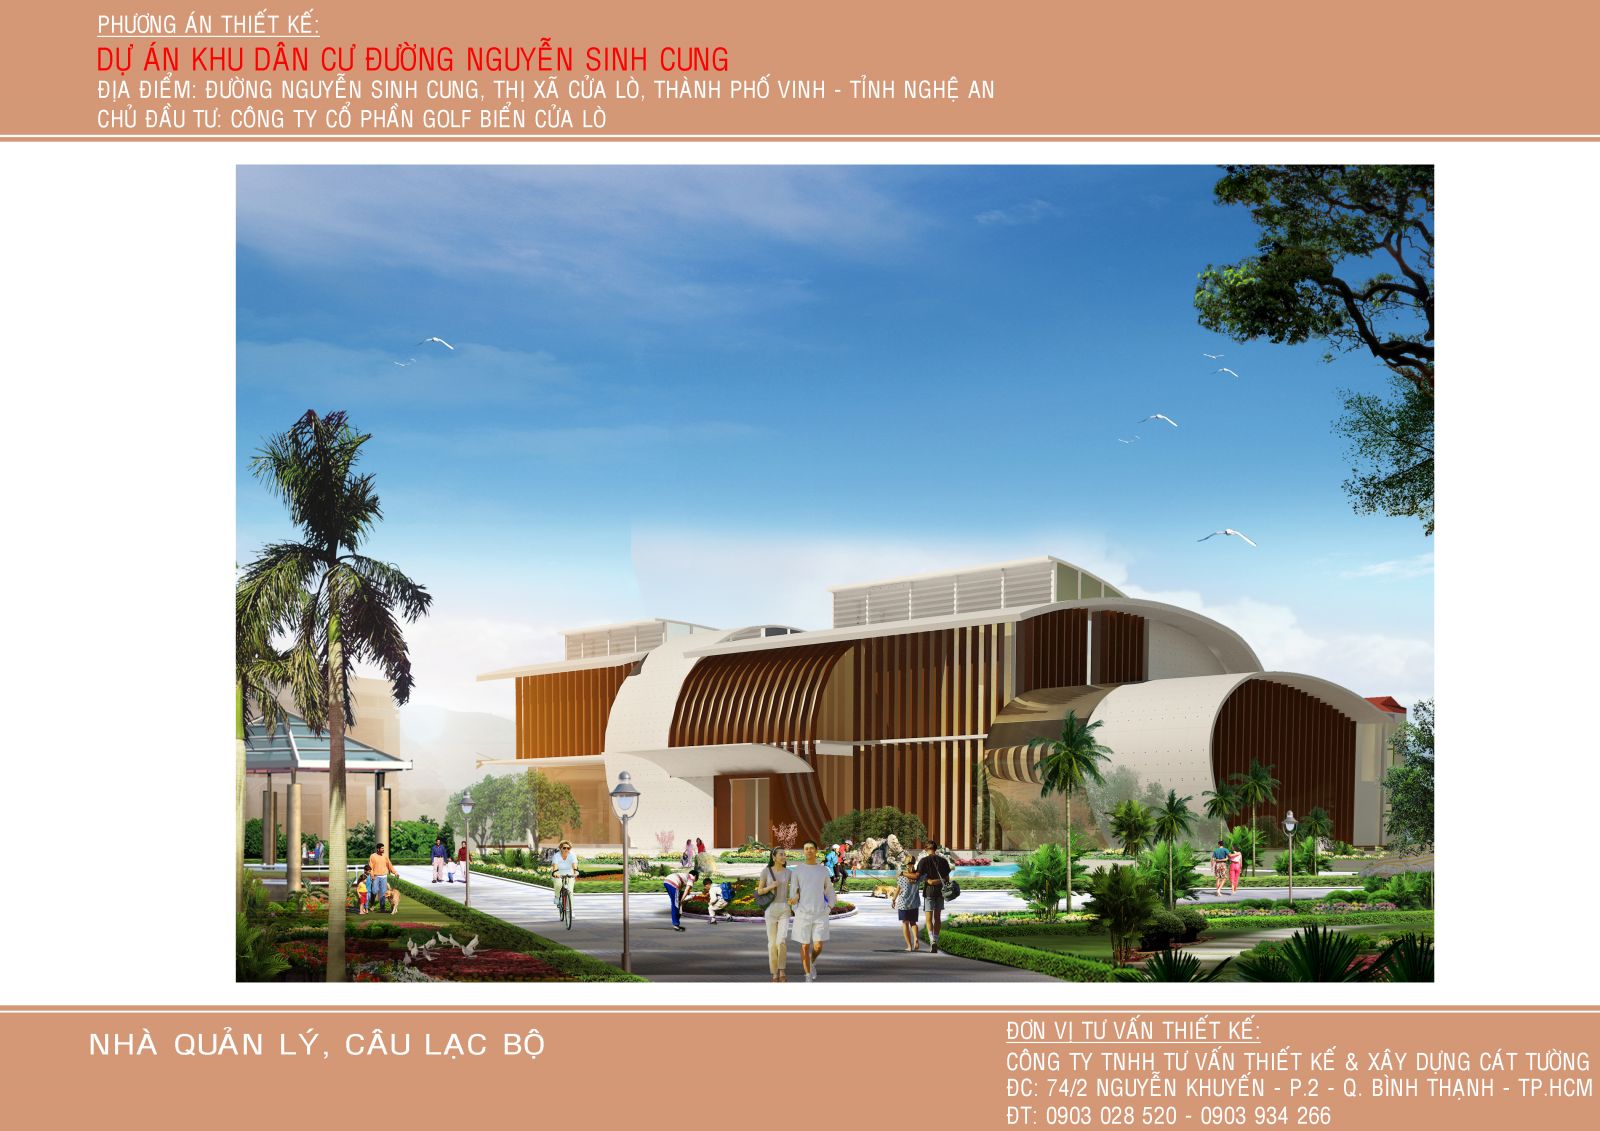 PHƯƠNG ÁN THIẾT KẾ:
DỰ ÁN KHU DÂN CƯ ĐƯỜNG NGUYỄN SINH CUNG
ĐỊA ĐIỂM: ĐƯỜNG NGUYỄN SINH CUNG, THỊ XÃ CỬA LÒ, THÀNH PHỐ VINH - TỈNH NGHỆ AN
CHỦ ĐẦU TƯ: CÔNG TY CỔ PHẦN GOLF BIỂN CỬA LÒ
NHÀ QUẢN LÝ, CÂU LẠC BỘ
ĐƠN VỊ TƯ VẤN THIẾT KẾ:
CÔNG TY TNHH TƯ VẤN THIẾT KẾ & XÂY DỰNG CÁT TƯỜNG
ĐC: 74/2 NGUYỄN KHUYẾN - P.2 - Q. BÌNH THẠNH - TP.HCM
ĐT: 0903 028 520 - 0903 934 266